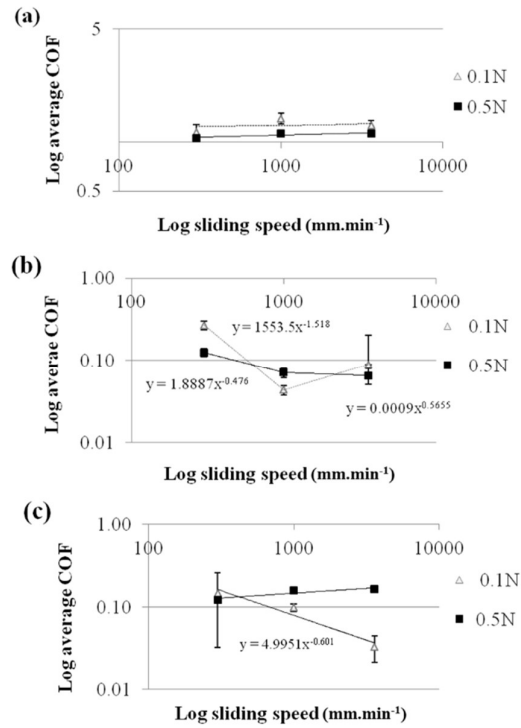 (a)
5
0.5
100
1000
10000
Log average COF
Log sliding speed (mm.min⁻¹)
0.1N
0.5N
(b)
100
1000
10000
1.00
0.10
0.01
Log averae COF
y = 1553.5x⁻¹·⁵¹⁸
y = 1.8887x⁻⁰·⁴⁷⁶
y = 0.0009x⁰·⁵⁶⁵⁵
Log sliding speed (mm.min⁻¹)
0.1N
0.5N
(c)
100
1000
10000
1.00
0.10
0.01
Log average COF
y = 4.9951x⁻⁰·⁶⁰¹
Log sliding speed (mm.min⁻¹)
0.1N
0.5N